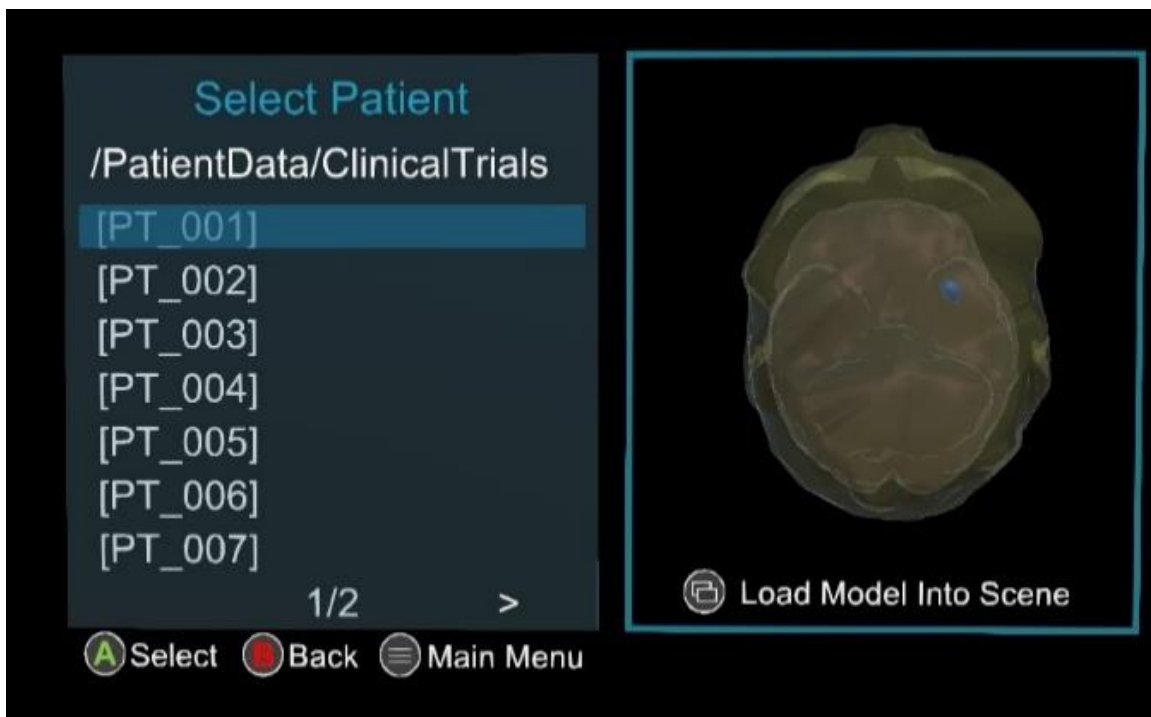 Select Patient
/PatientData/ClinicalTrials
[PT_001]
[PT_002]
[PT_003]
[PT_004]
[PT_005]
[PT_006]
[PT_007]
1/2 >
A Select B Back Main Menu
Load Model Into Scene